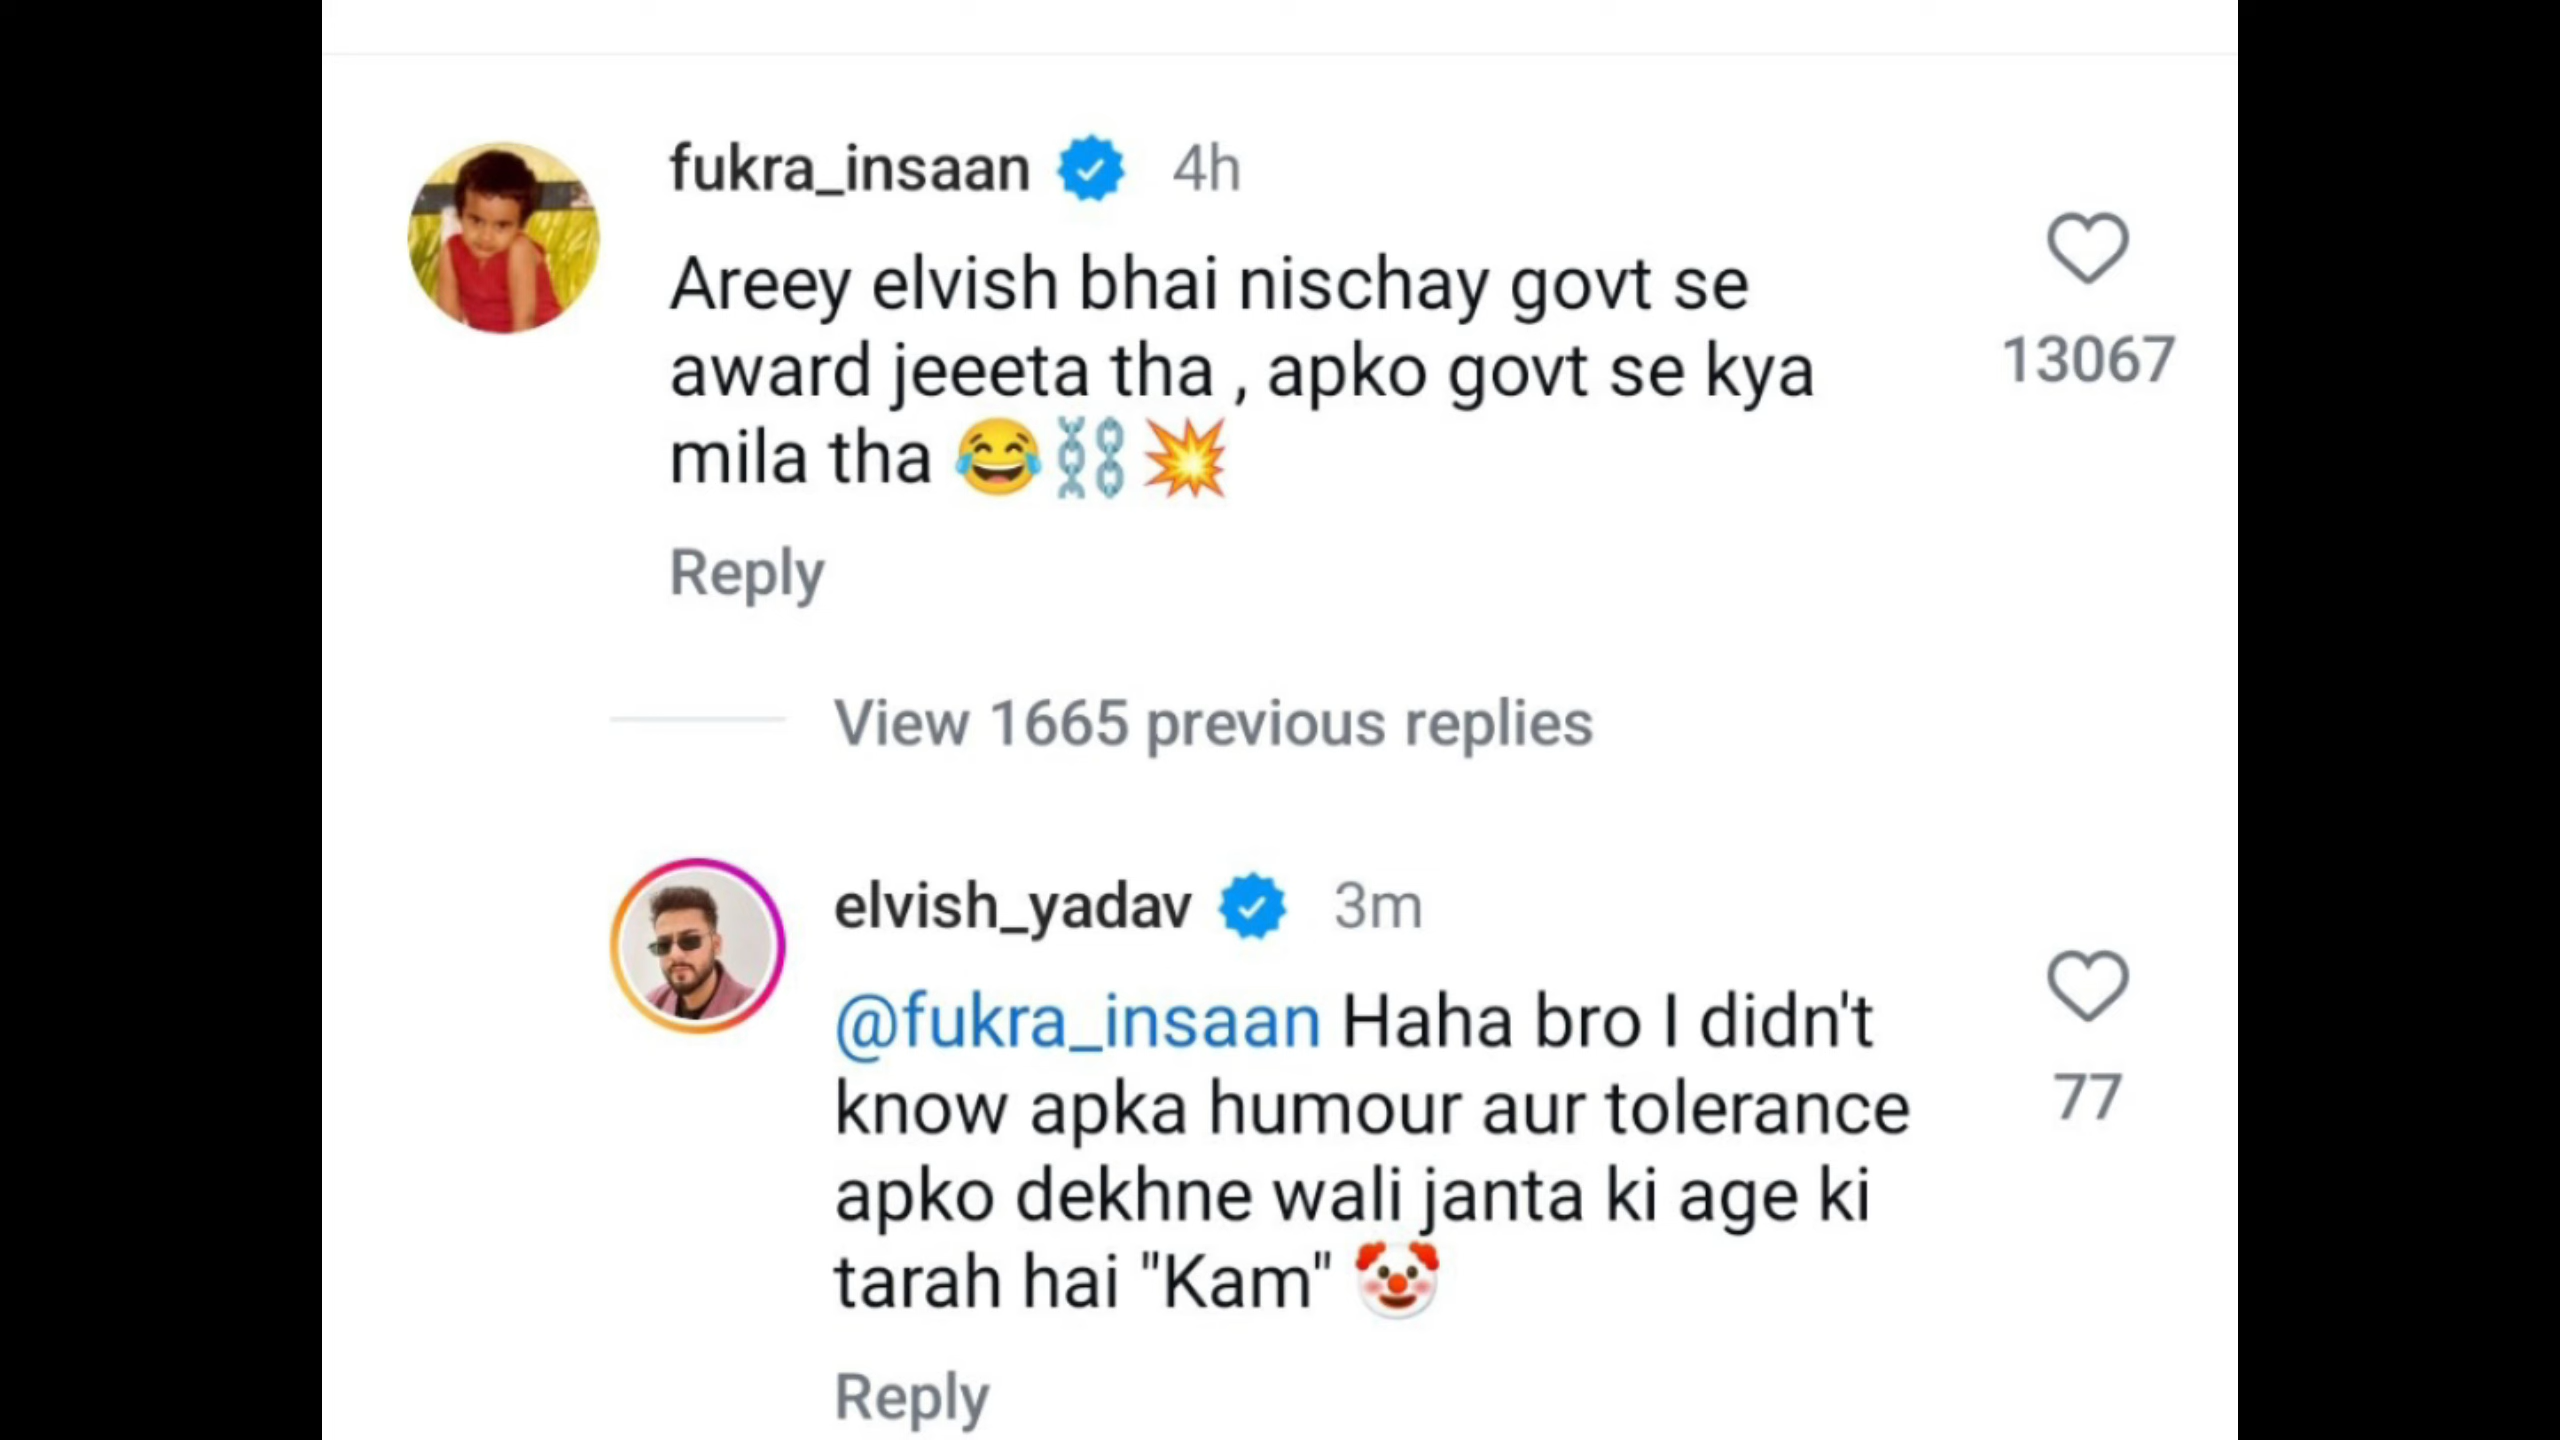 fukra_insaan 4h
Areey elvish bhai nischay govt se
award jeeeta tha , apko govt se kya
mila tha 😂⛓️💥
13067
Reply
View 1665 previous replies
elvish_yadav 3m
@fukra_insaan Haha bro I didn't
know apka humour aur tolerance
apko dekhne wali janta ki age ki
tarah hai "Kam" 🤡
77
Reply